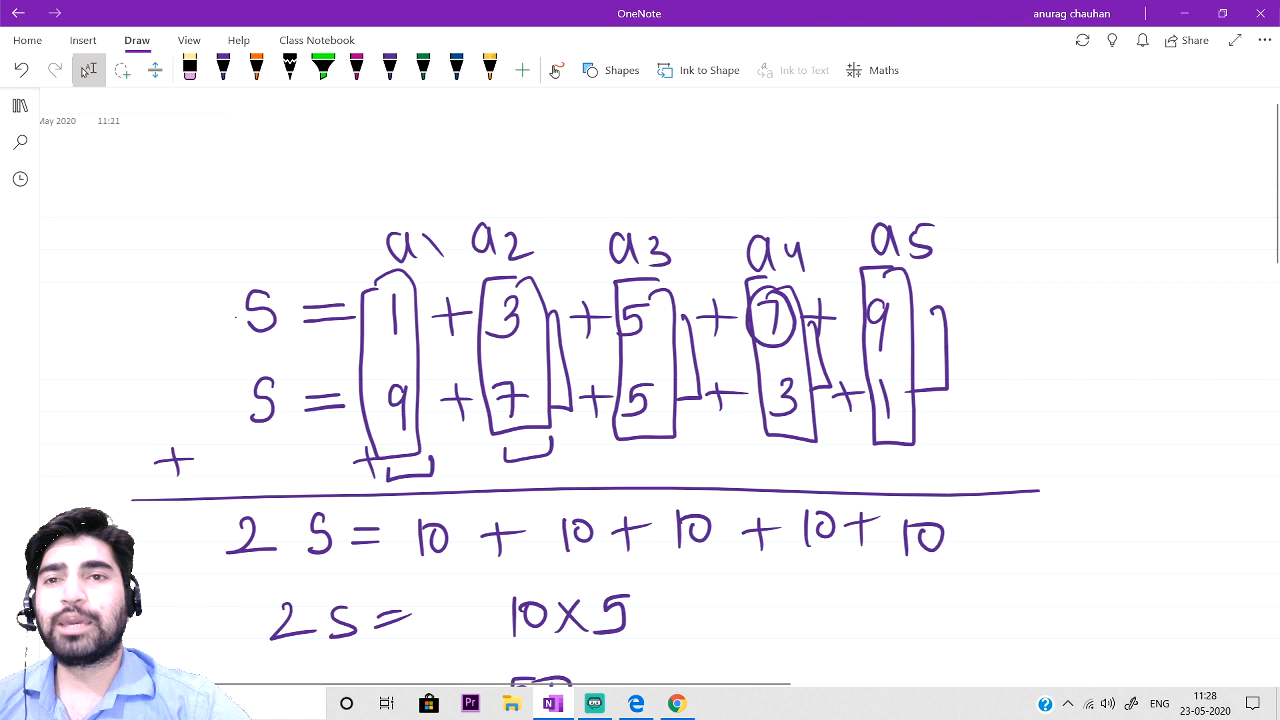 OneNote
anurag chauhan
Home Insert Draw View Help Class Notebook Share
Shapes Ink to Shape Ink to Text Maths
May 2020 11:21
a1 a2 a3 a4 a5
S = 1 + 3 + 5 + 7 + 9
S = 9 + 7 + 5 + 3 + 1
+ +
2 S = 10 + 10 + 10 + 10 + 10
2 S = 10 X 5
Pr
N
ENG
11:28
23-05-2020